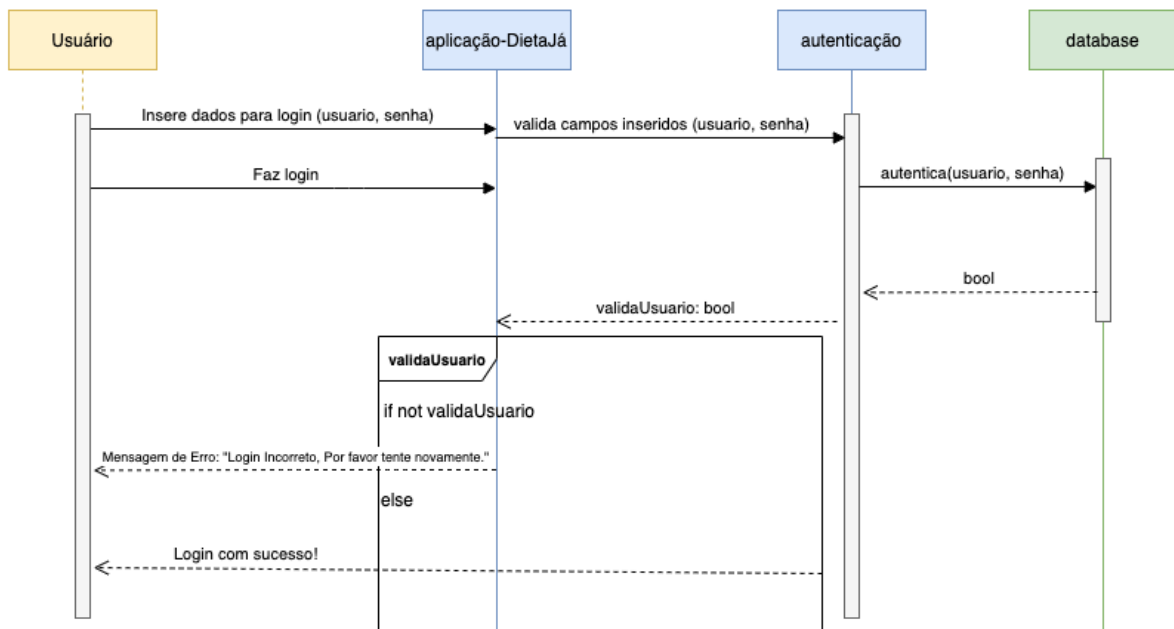 Usuário
aplicação-DietaJá
autenticação
database
Insere dados para login (usuario, senha)
valida campos inseridos (usuario, senha)
Faz login
autentica(usuario, senha)
bool
validaUsuario: bool
validaUsuario
if not validaUsuario
Mensagem de Erro: "Login Incorreto, Por favor tente novamente."
else
Login com sucesso!